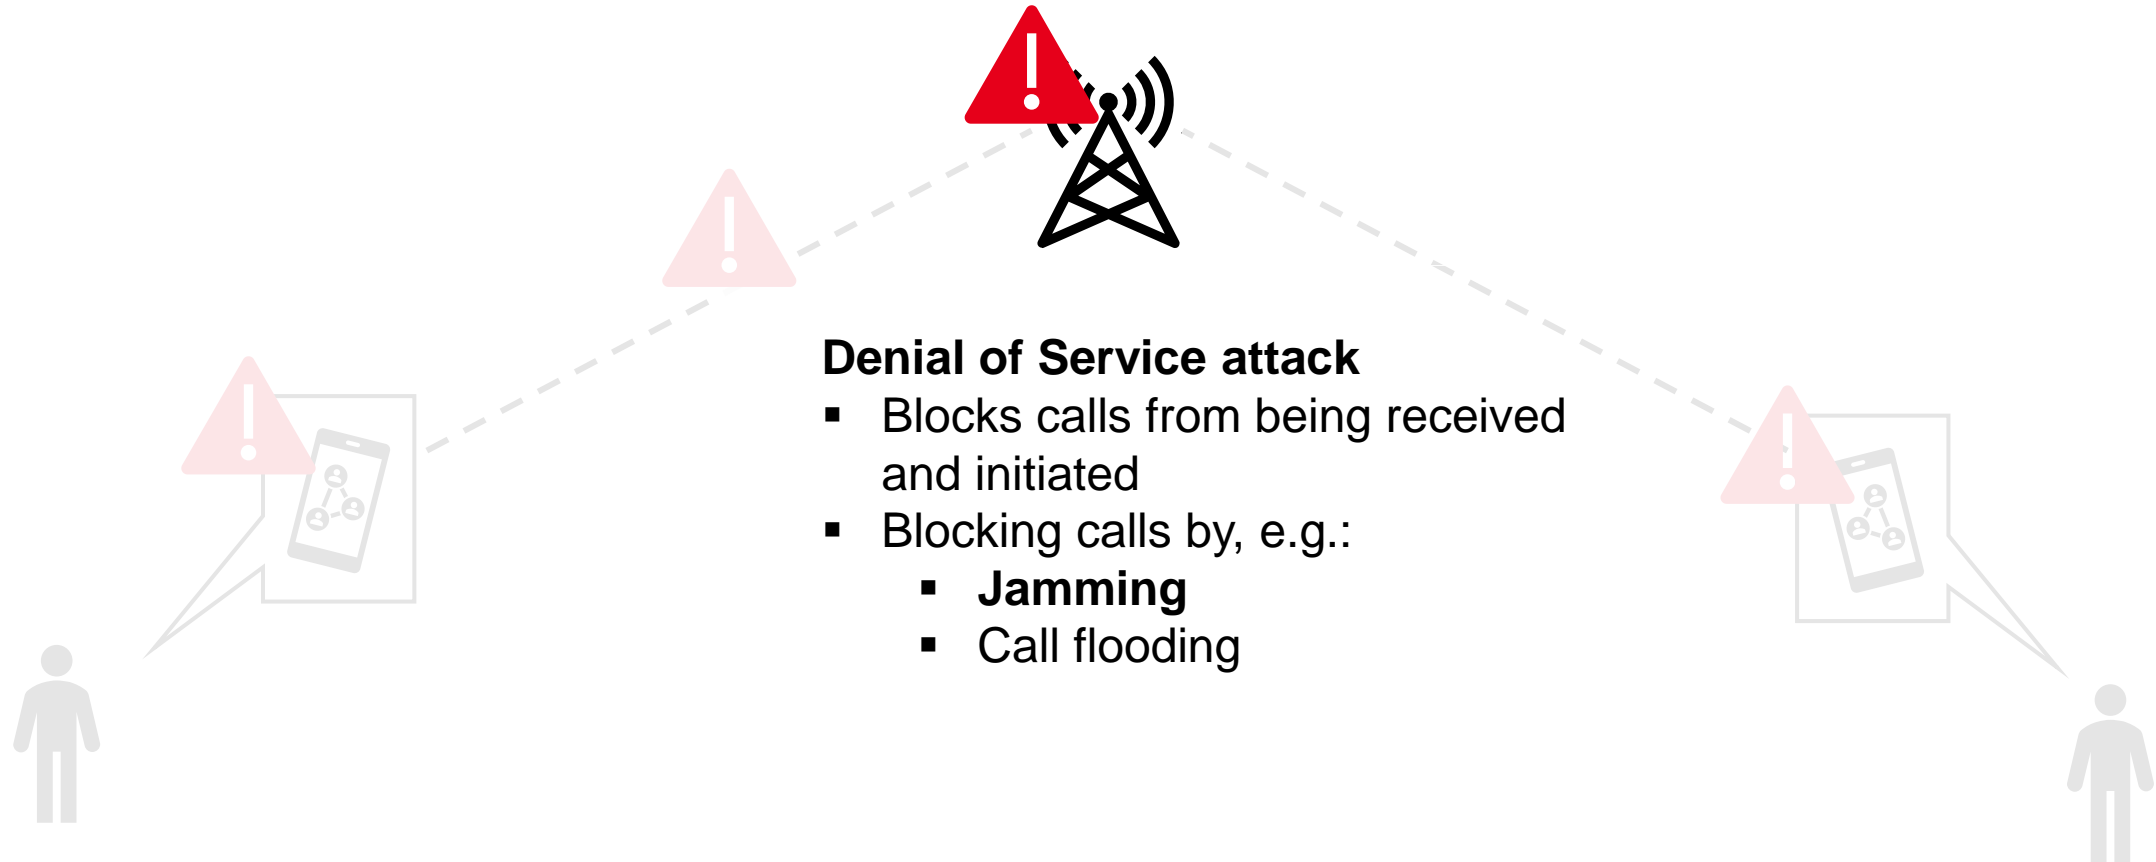 Denial of Service attack
▪ Blocks calls from being received
and initiated
▪ Blocking calls by, e.g.:
▪ Jamming
▪ Call flooding